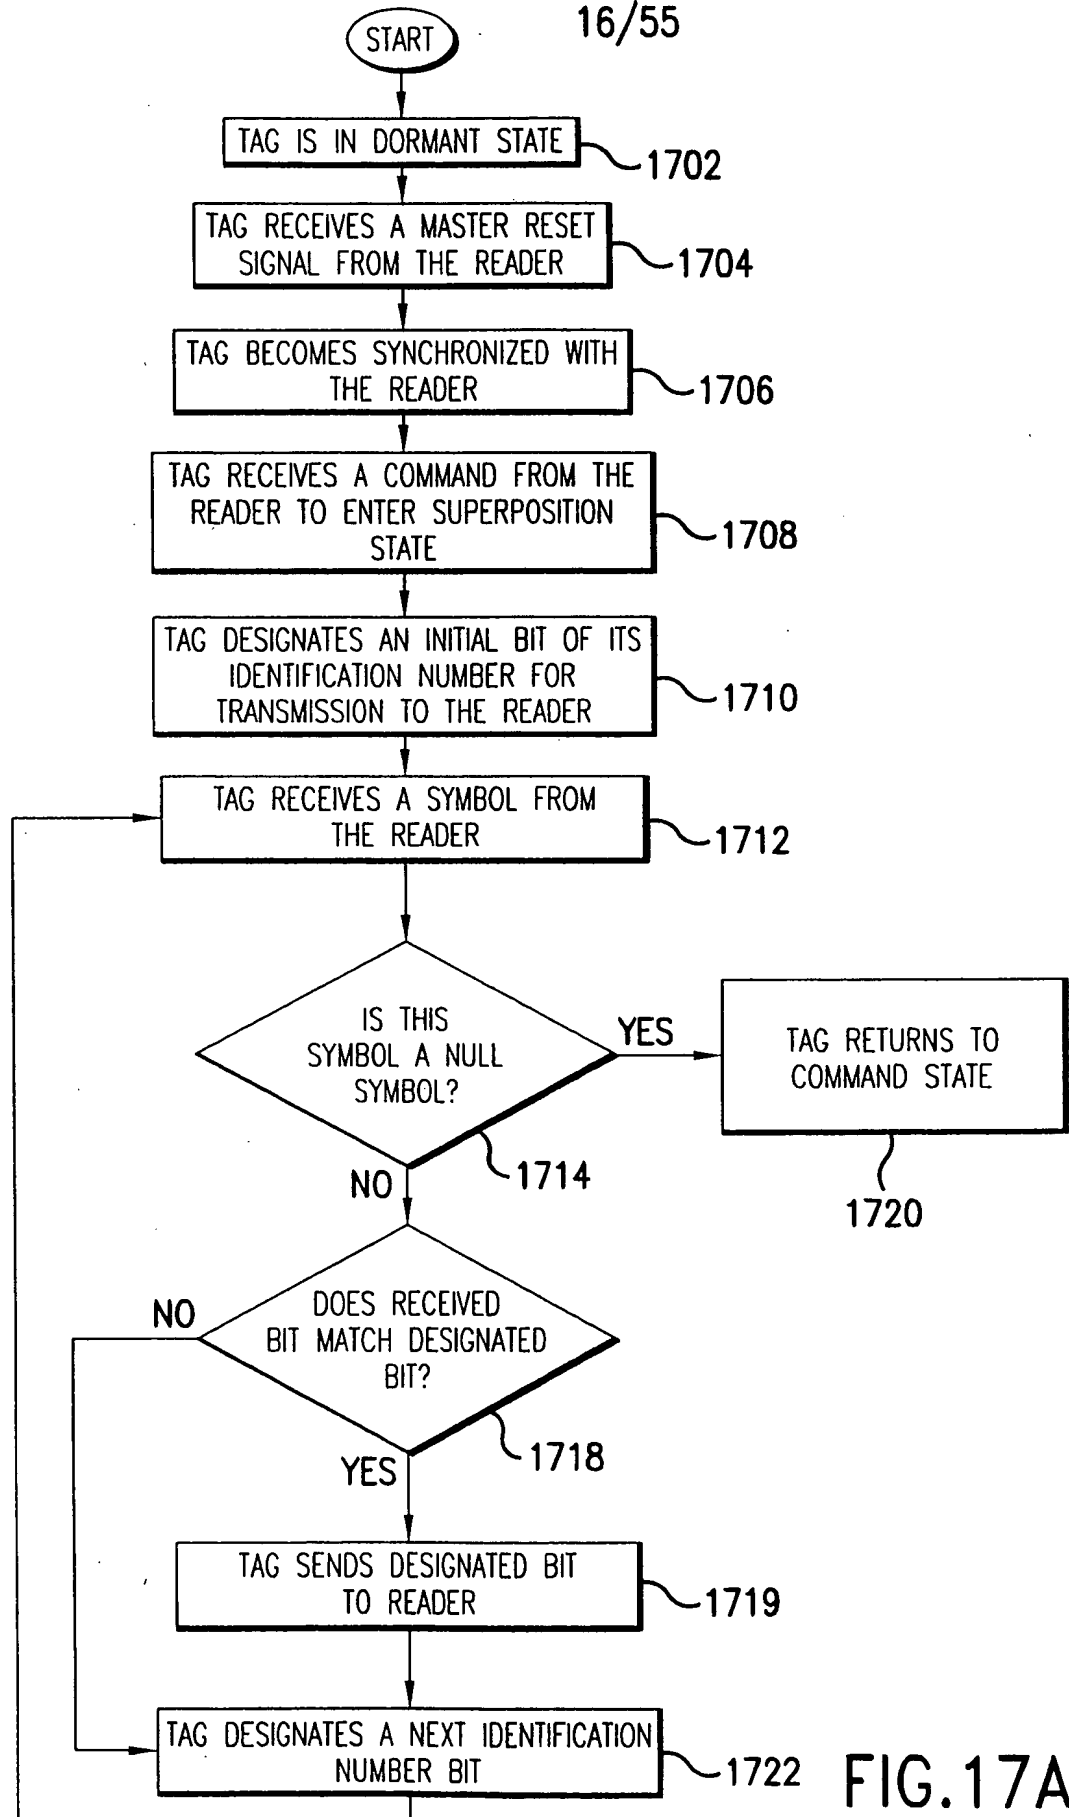 16/55
START
TAG IS IN DORMANT STATE
1702
TAG RECEIVES A MASTER RESET
SIGNAL FROM THE READER
1704
TAG BECOMES SYNCHRONIZED WITH
THE READER
1706
TAG RECEIVES A COMMAND FROM THE
READER TO ENTER SUPERPOSITION
STATE
1708
TAG DESIGNATES AN INITIAL BIT OF ITS
IDENTIFICATION NUMBER FOR
TRANSMISSION TO THE READER
1710
TAG RECEIVES A SYMBOL FROM
THE READER
1712
IS THIS
SYMBOL A NULL
SYMBOL?
1714
YES
TAG RETURNS TO
COMMAND STATE
1720
NO
DOES RECEIVED
BIT MATCH DESIGNATED
BIT?
1718
NO
YES
TAG SENDS DESIGNATED BIT
TO READER
1719
TAG DESIGNATES A NEXT IDENTIFICATION
NUMBER BIT
1722
FIG.17A